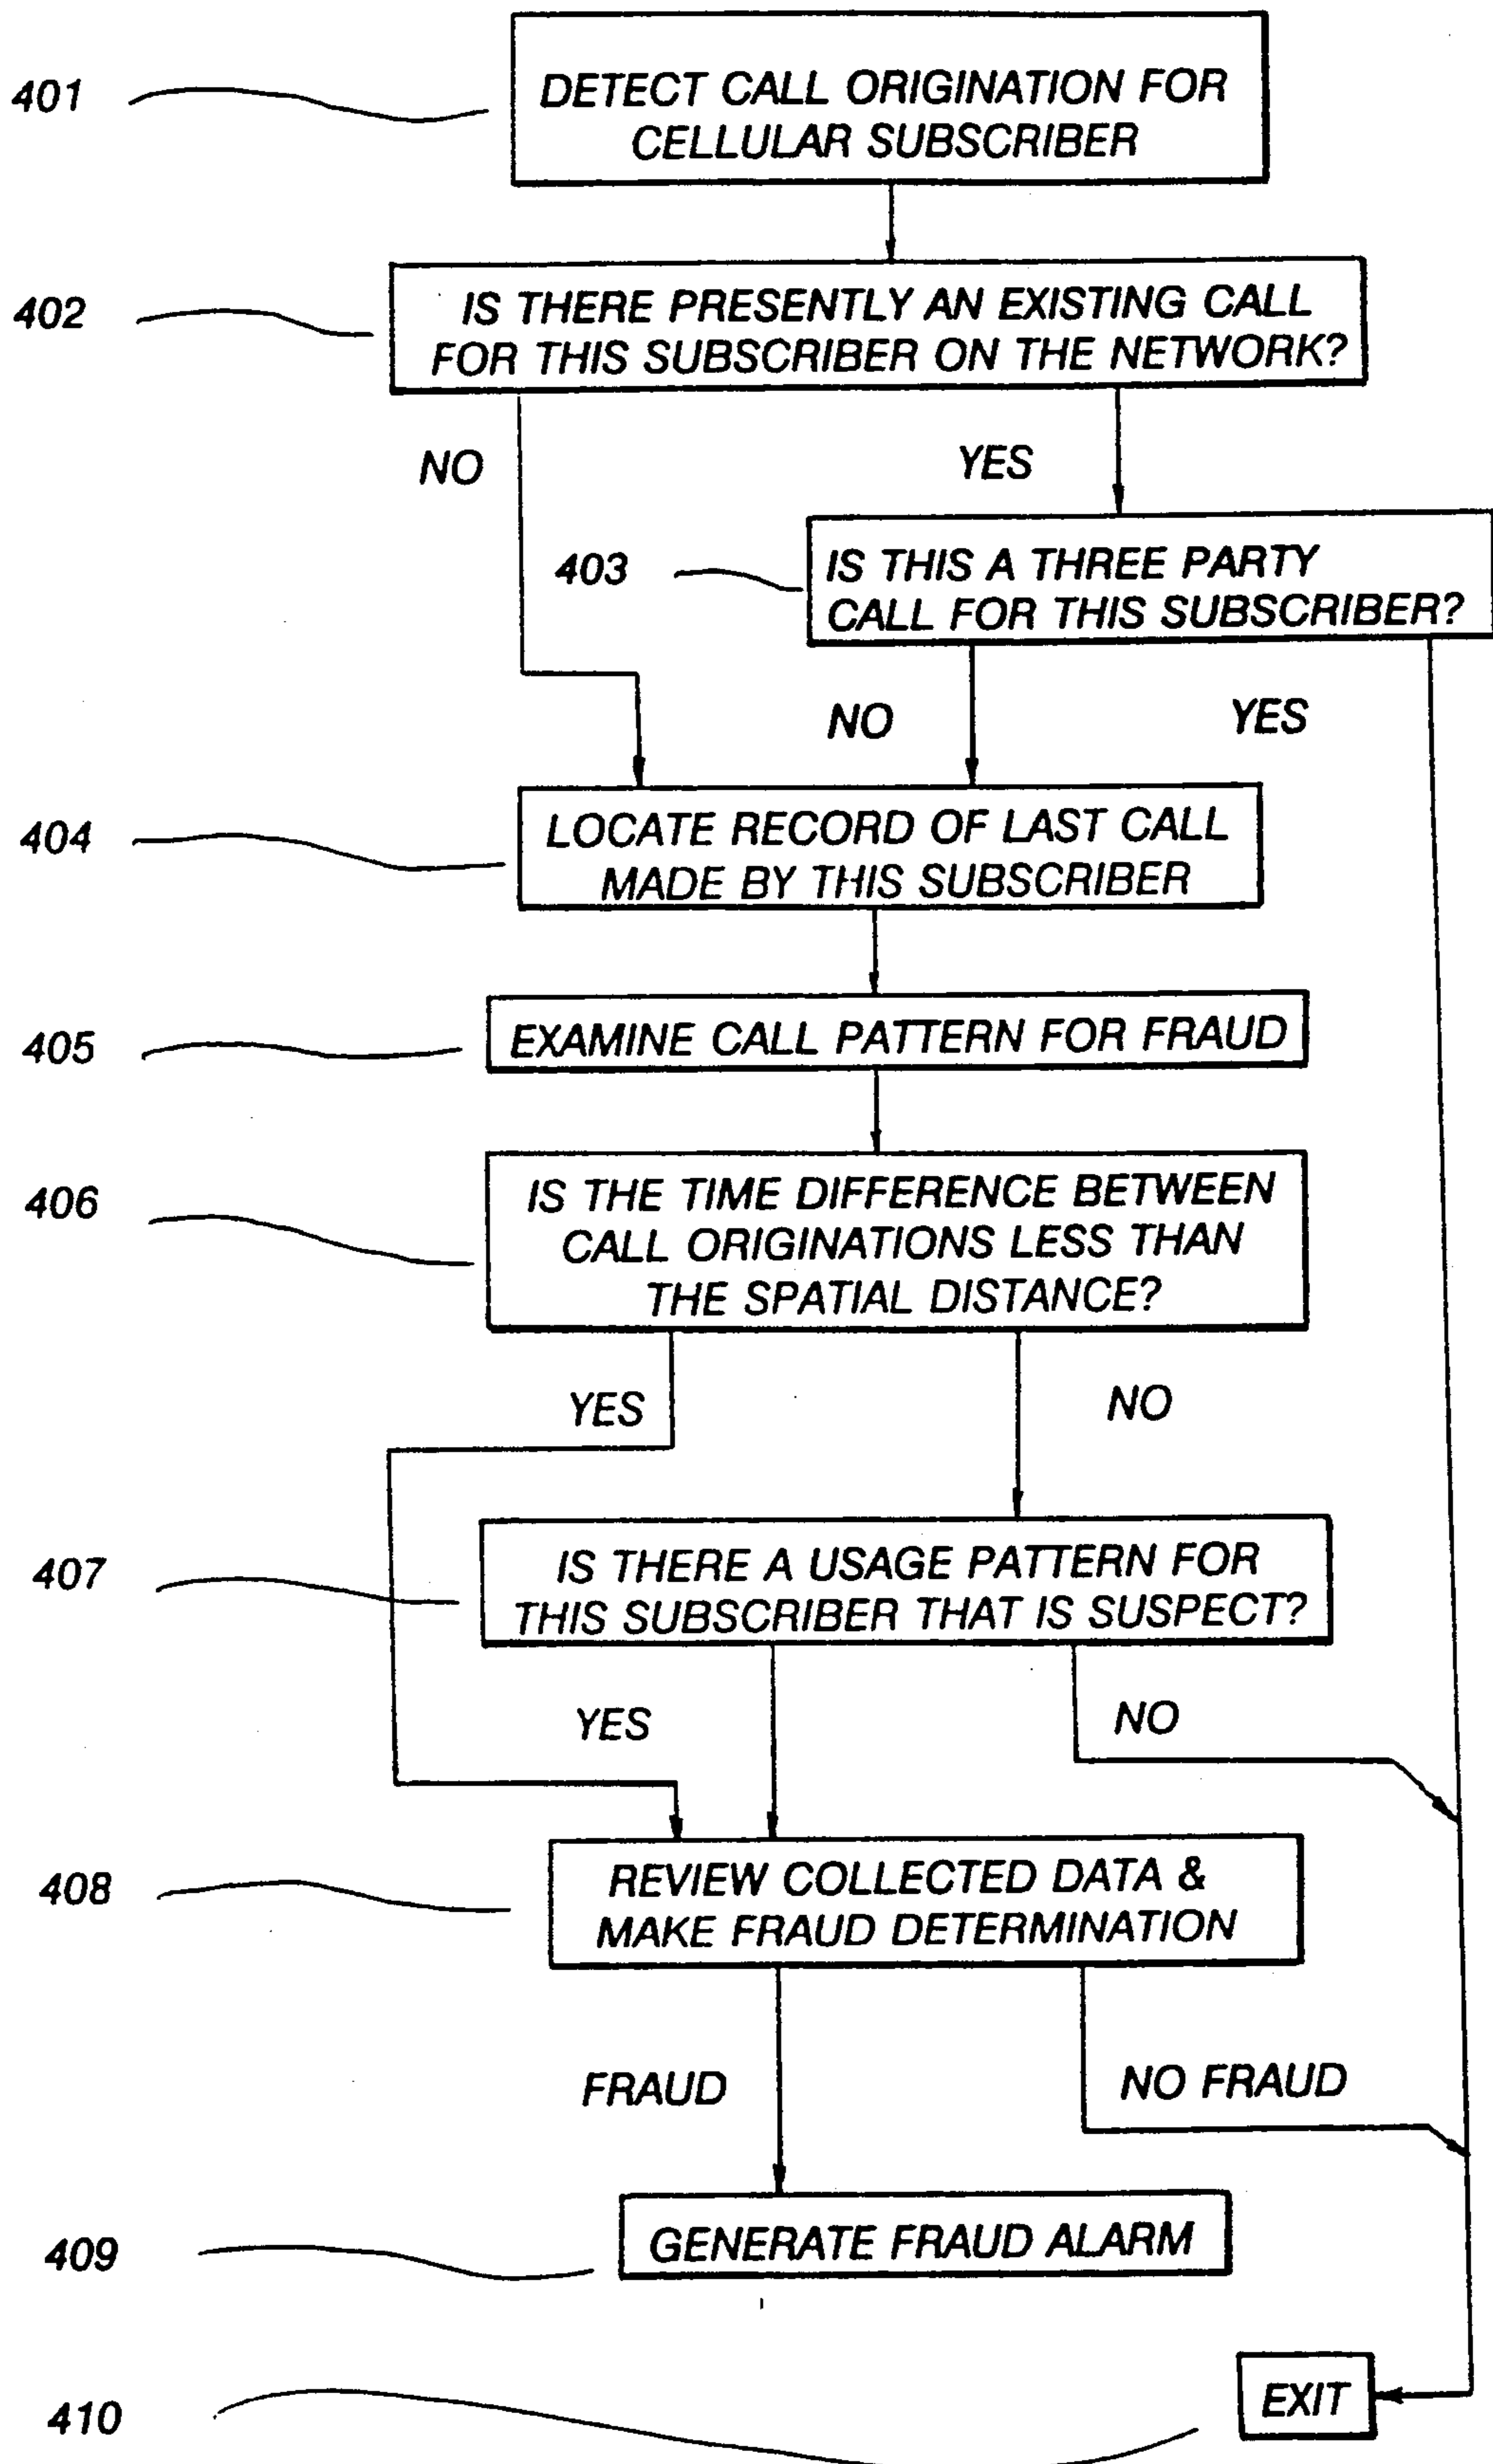 401
DETECT CALL ORIGINATION FOR
CELLULAR SUBSCRIBER
402
IS THERE PRESENTLY AN EXISTING CALL
FOR THIS SUBSCRIBER ON THE NETWORK?
NO
YES
403
IS THIS A THREE PARTY
CALL FOR THIS SUBSCRIBER?
NO
YES
404
LOCATE RECORD OF LAST CALL
MADE BY THIS SUBSCRIBER
405
EXAMINE CALL PATTERN FOR FRAUD
406
IS THE TIME DIFFERENCE BETWEEN
CALL ORIGINATIONS LESS THAN
THE SPATIAL DISTANCE?
YES
NO
407
IS THERE A USAGE PATTERN FOR
THIS SUBSCRIBER THAT IS SUSPECT?
YES
NO
408
REVIEW COLLECTED DATA &
MAKE FRAUD DETERMINATION
FRAUD
NO FRAUD
409
GENERATE FRAUD ALARM
410
EXIT